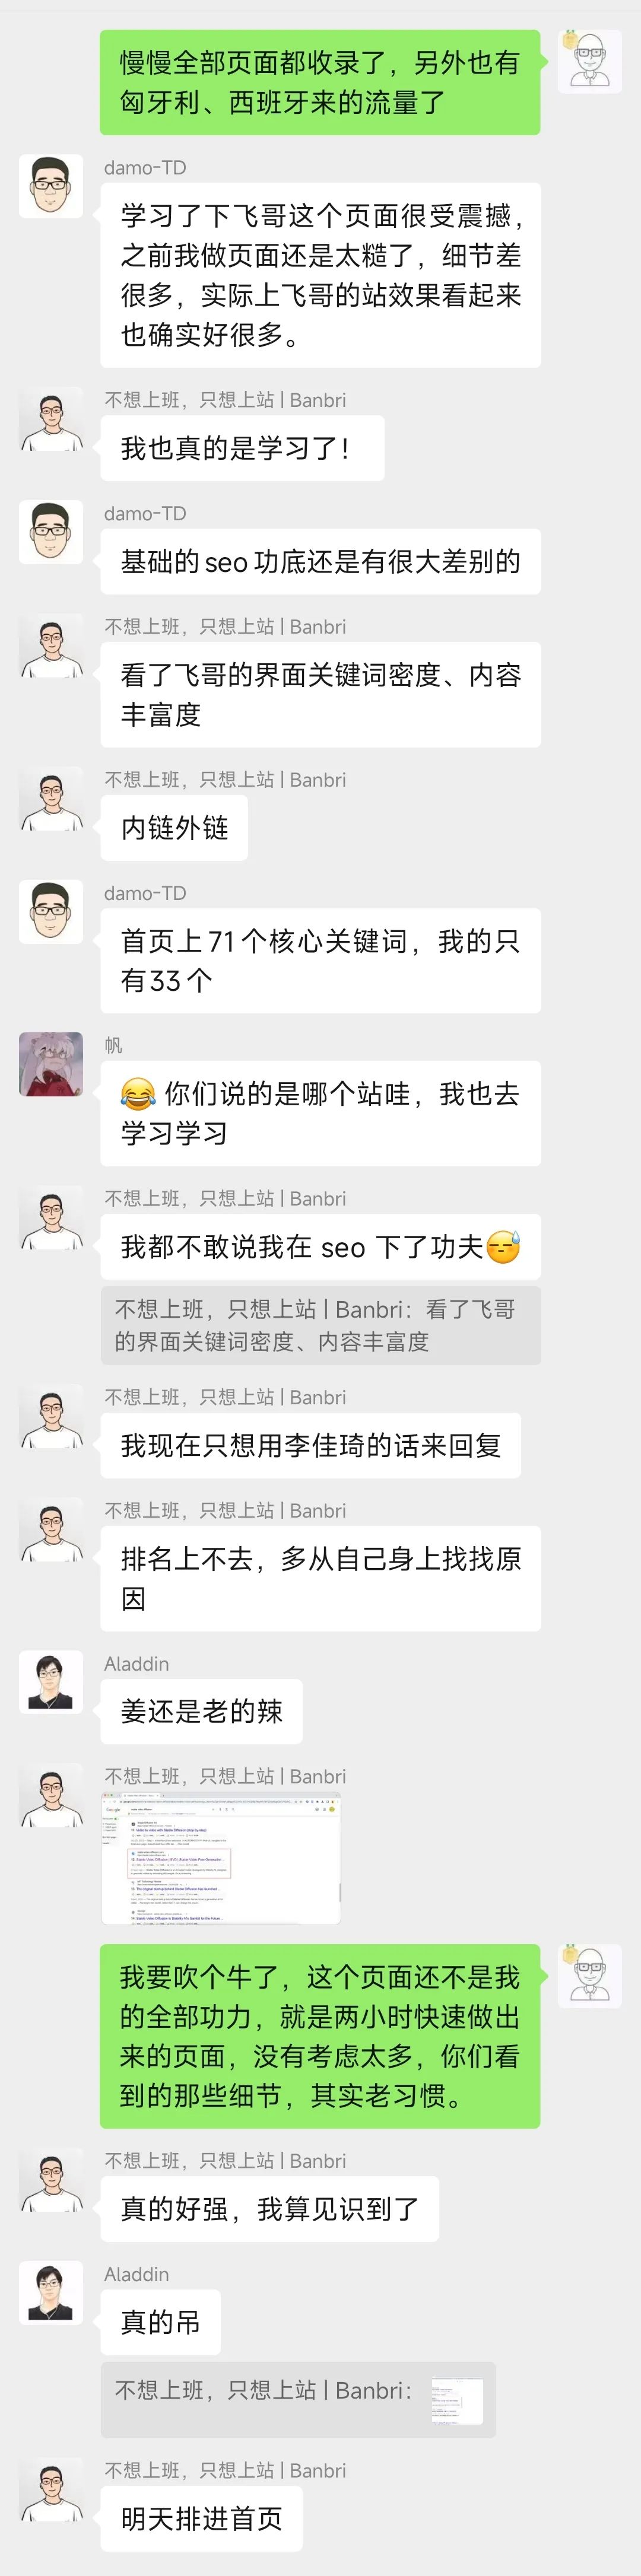 慢慢全部页面都收录了，另外也有
匈牙利、西班牙来的流量了
damo-TD
学习了下飞哥这个页面很受震撼，
之前我做页面还是太糙了，细节差
很多，实际上飞哥的站效果看起来
也确实好很多。
不想上班，只想上站 | Banbri
我也真的是学习了！
damo-TD
基础的 seo 功底还是有很大差别的
不想上班，只想上站 | Banbri
看了飞哥的界面关键词密度、内容
丰富度
不想上班，只想上站 | Banbri
内链外链
damo-TD
首页上 71 个核心关键词，我的只
有33 个
帆
😂 你们说的是哪个站哇，我也去
学习学习
不想上班，只想上站 | Banbri
我都不敢说我在 seo 下了功夫😅
不想上班，只想上站 | Banbri：看了飞哥
的界面关键词密度、内容丰富度
不想上班，只想上站 | Banbri
我现在只想用李佳琦的话来回复
不想上班，只想上站 | Banbri
排名上不去，多从自己身上找找原
因
Aladdin
姜还是老的辣
不想上班，只想上站 | Banbri
Google
我要吹个牛了，这个页面还不是我
的全部功力，就是两小时快速做出
来的页面，没有考虑太多，你们看
到的那些细节，其实老习惯。
不想上班，只想上站 | Banbri
真的好强，我算见识到了
Aladdin
真的吊
不想上班，只想上站 | Banbri：
不想上班，只想上站 | Banbri
明天排进首页